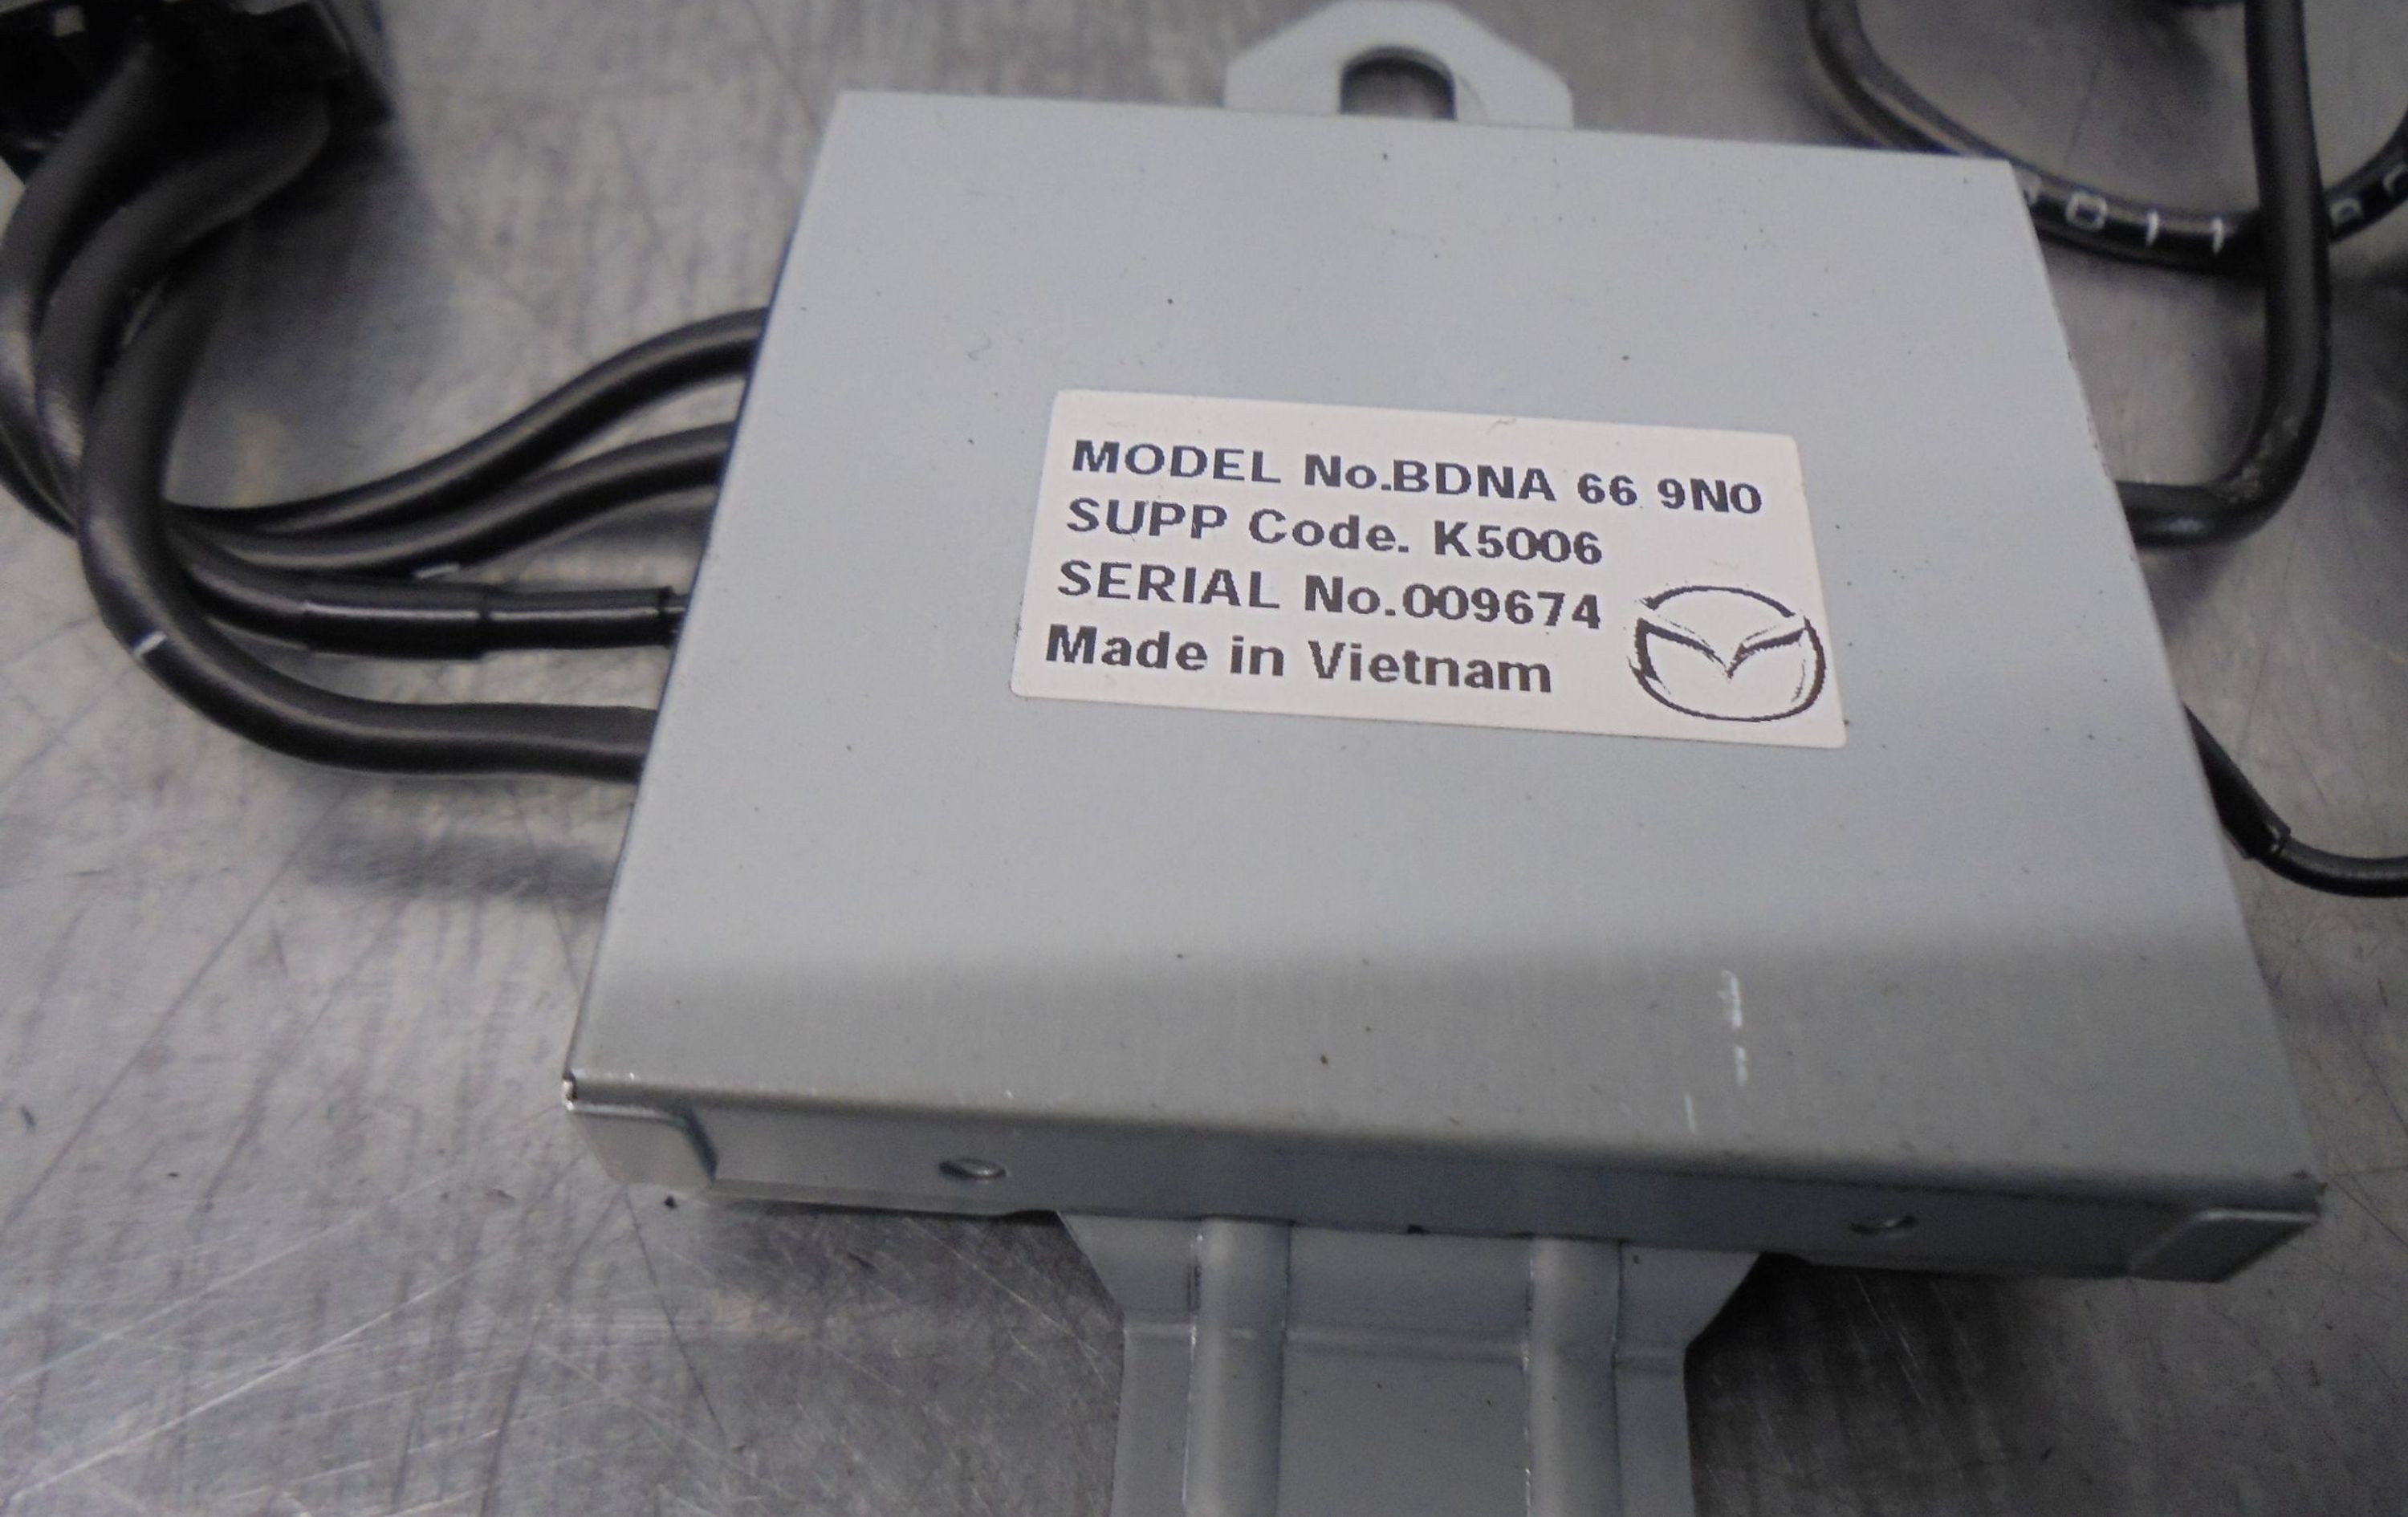 MODEL No.BDNA 66 9N0
SUPP Code. K5006
SERIAL No.009674
Made in Vietnam